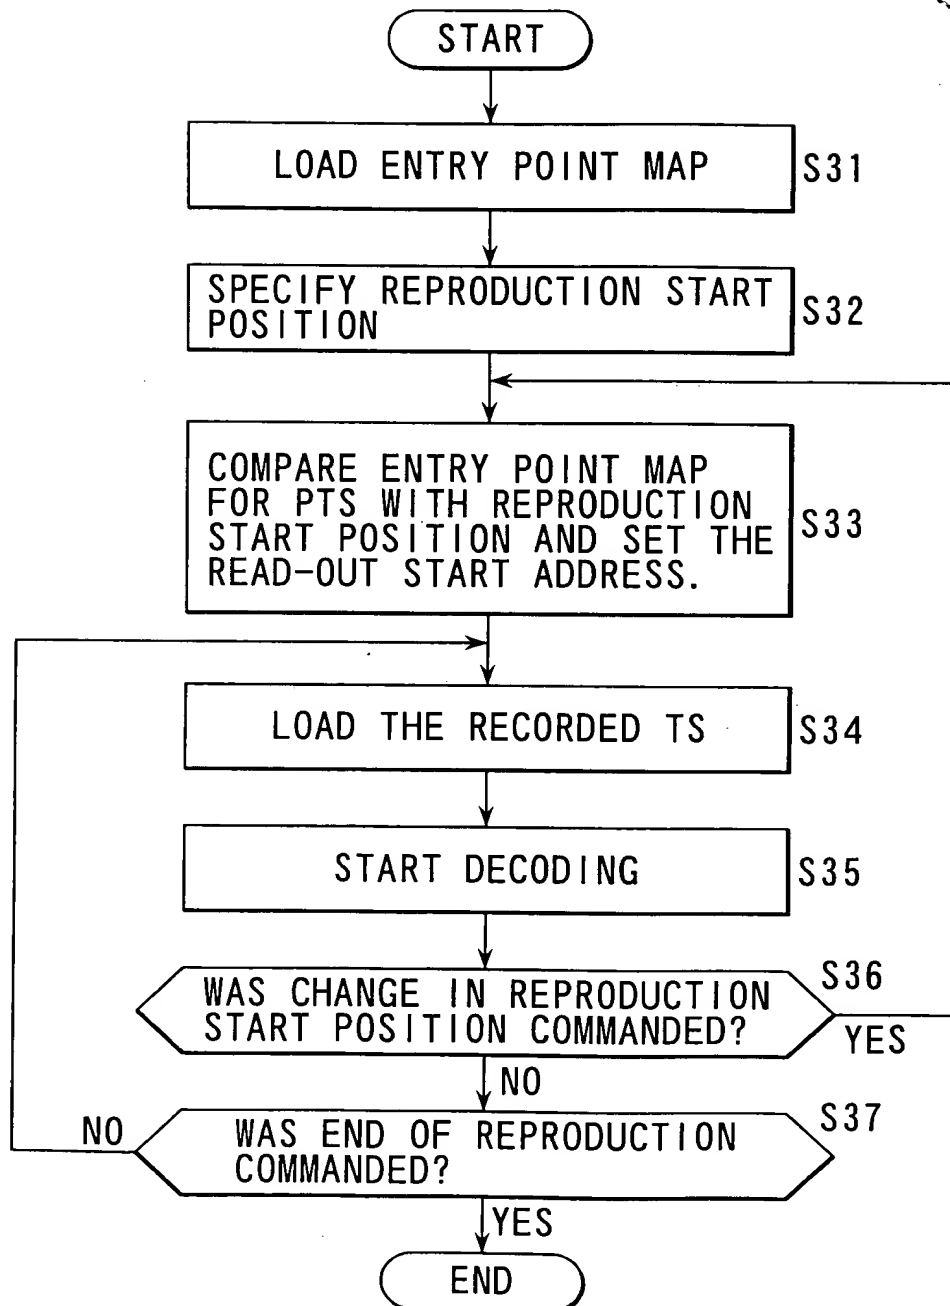 START
LOAD ENTRY POINT MAP
S31
SPECIFY REPRODUCTION START
POSITION
S32
COMPARE ENTRY POINT MAP
FOR PTS WITH REPRODUCTION
START POSITION AND SET THE
READ-OUT START ADDRESS.
S33
LOAD THE RECORDED TS
S34
START DECODING
S35
WAS CHANGE IN REPRODUCTION
START POSITION COMMANDED?
S36
YES
NO
WAS END OF REPRODUCTION
COMMANDED?
S37
NO
YES
END